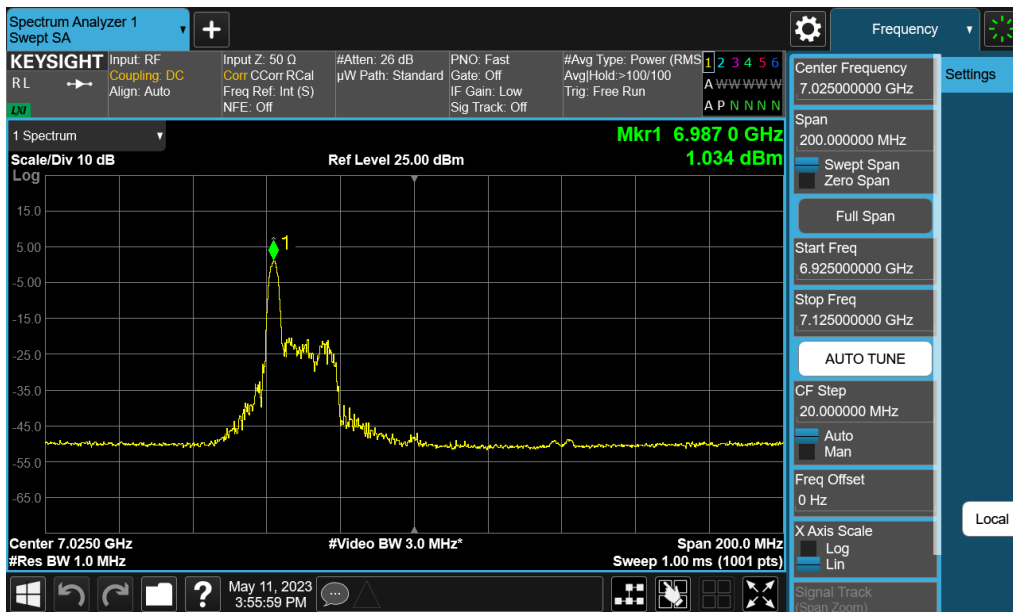 Spectrum Analyzer 1
Swept SA
Frequency
KEYSIGHT
R L
LXI
Input: RF
Coupling: DC
Align: Auto
Input Z: 50 Ω
Corr CCorr RCal
Freq Ref: Int (S)
NFE: Off
#Atten: 26 dB
µW Path: Standard
PNO: Fast
Gate: Off
IF Gain: Low
Sig Track: Off
#Avg Type: Power (RMS
Avg|Hold:>100/100
Trig: Free Run
1 2 3 4 5 6
A W W W W W
A P N N N N
1 Spectrum
Scale/Div 10 dB
Log
Ref Level 25.00 dBm
Mkr1 6.987 0 GHz
1.034 dBm
1
15.0
5.00
-5.00
-15.0
-25.0
-35.0
-45.0
-55.0
-65.0
Center 7.0250 GHz
#Res BW 1.0 MHz
#Video BW 3.0 MHz*
Span 200.0 MHz
Sweep 1.00 ms (1001 pts)
Center Frequency
7.025000000 GHz
Span
200.000000 MHz
Swept Span
Zero Span
Full Span
Start Freq
6.925000000 GHz
Stop Freq
7.125000000 GHz
AUTO TUNE
CF Step
20.000000 MHz
Auto
Man
Freq Offset
0 Hz
X Axis Scale
Log
Lin
Signal Track
(Span Zoom)
Settings
Local
?
May 11, 2023
3:55:59 PM